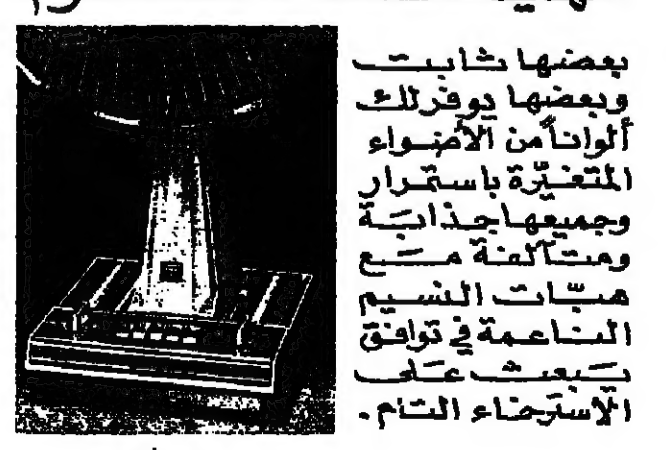 بعضها ثابت
وبعضها يوفر لك
ألواناً من الأضواء
المتغيّرة باستمرار
وجميعها جذابة
ومتآلفة مع
هبّات النسيم
الناعمة في توافق
يبعث على
الاسترخاء التام.